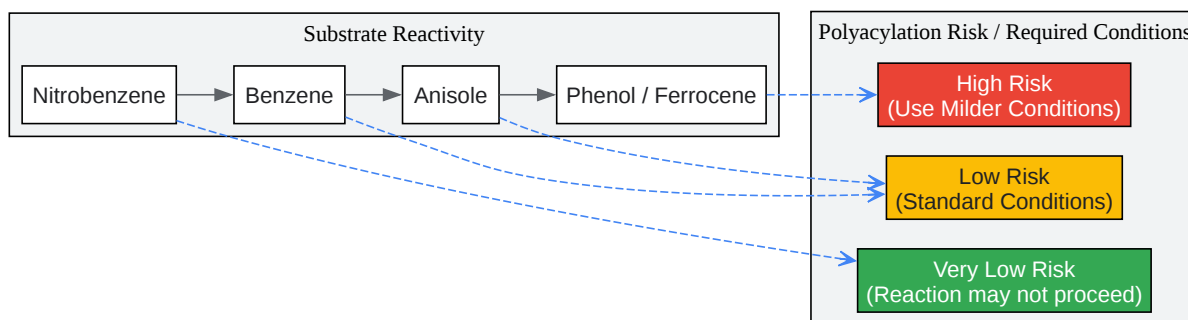 Substrate Reactivity
Nitrobenzene
Benzene
Anisole
Phenol / Ferrocene
Polyacylation Risk / Required Conditions
High Risk
(Use Milder Conditions)
Low Risk
(Standard Conditions)
Very Low Risk
(Reaction may not proceed)